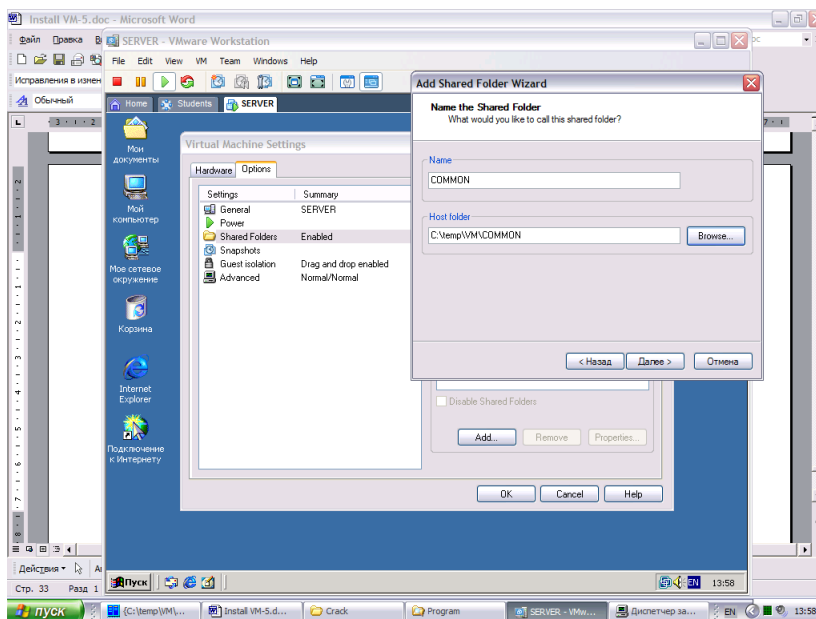 Install VM-5.doc - Microsoft Word
Файл Правка
SERVER - VMware Workstation
File Edit View VM Team Windows Help
Исправления в измен
Обычный
Home Students SERVER
3 · 1 · 2
Мои документы
Мой компьютер
Мое сетевое окружение
Корзина
Internet Explorer
Подключение к Интернету
Virtual Machine Settings
Hardware Options
Settings Summary
General SERVER
Power
Shared Folders Enabled
Snapshots
Guest isolation Drag and drop enabled
Advanced Normal/Normal
Disable Shared Folders
Add... Remove Properties...
OK Cancel Help
Add Shared Folder Wizard
Name the Shared Folder
What would you like to call this shared folder?
Name
COMMON
Host folder
C:\temp\VM\COMMON
Browse...
< Назад Далее > Отмена
Пуск
EN 13:58
Действия
Стр. 33 Разд 1
пуск
(C:\temp\VM\...
Install VM-5.d...
Crack
Program
SERVER - VMw...
Диспетчер за...
EN 13:58